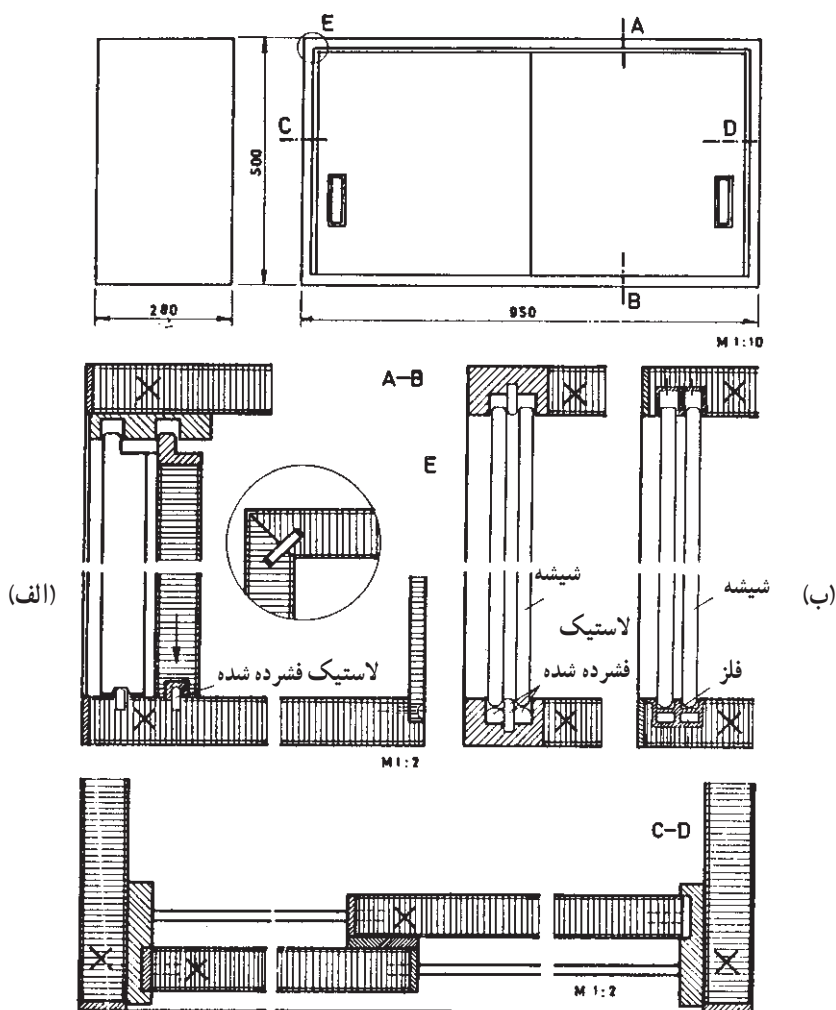 E
A
C
D
500
B
280
950
M 1:10
A-B
E
(الف)
(ب)
شیشه
شیشه
لاستیک
فشرده شده
لاستیک فشرده شده
فلز
M 1:2
C-D
M 1:2